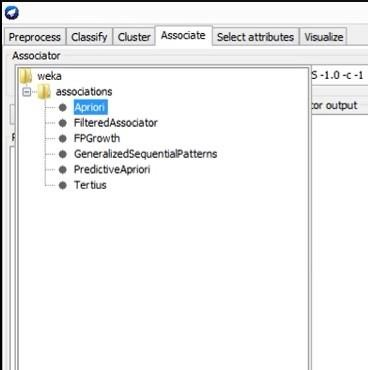 Preprocess Classify Cluster Associate Select attributes Visualize
Associator
weka
S -1.0 -c -1
associations
Apriori
tor output
FilteredAssociator
FPGrowth
GeneralizedSequentialPatterns
PredictiveApriori
Tertius